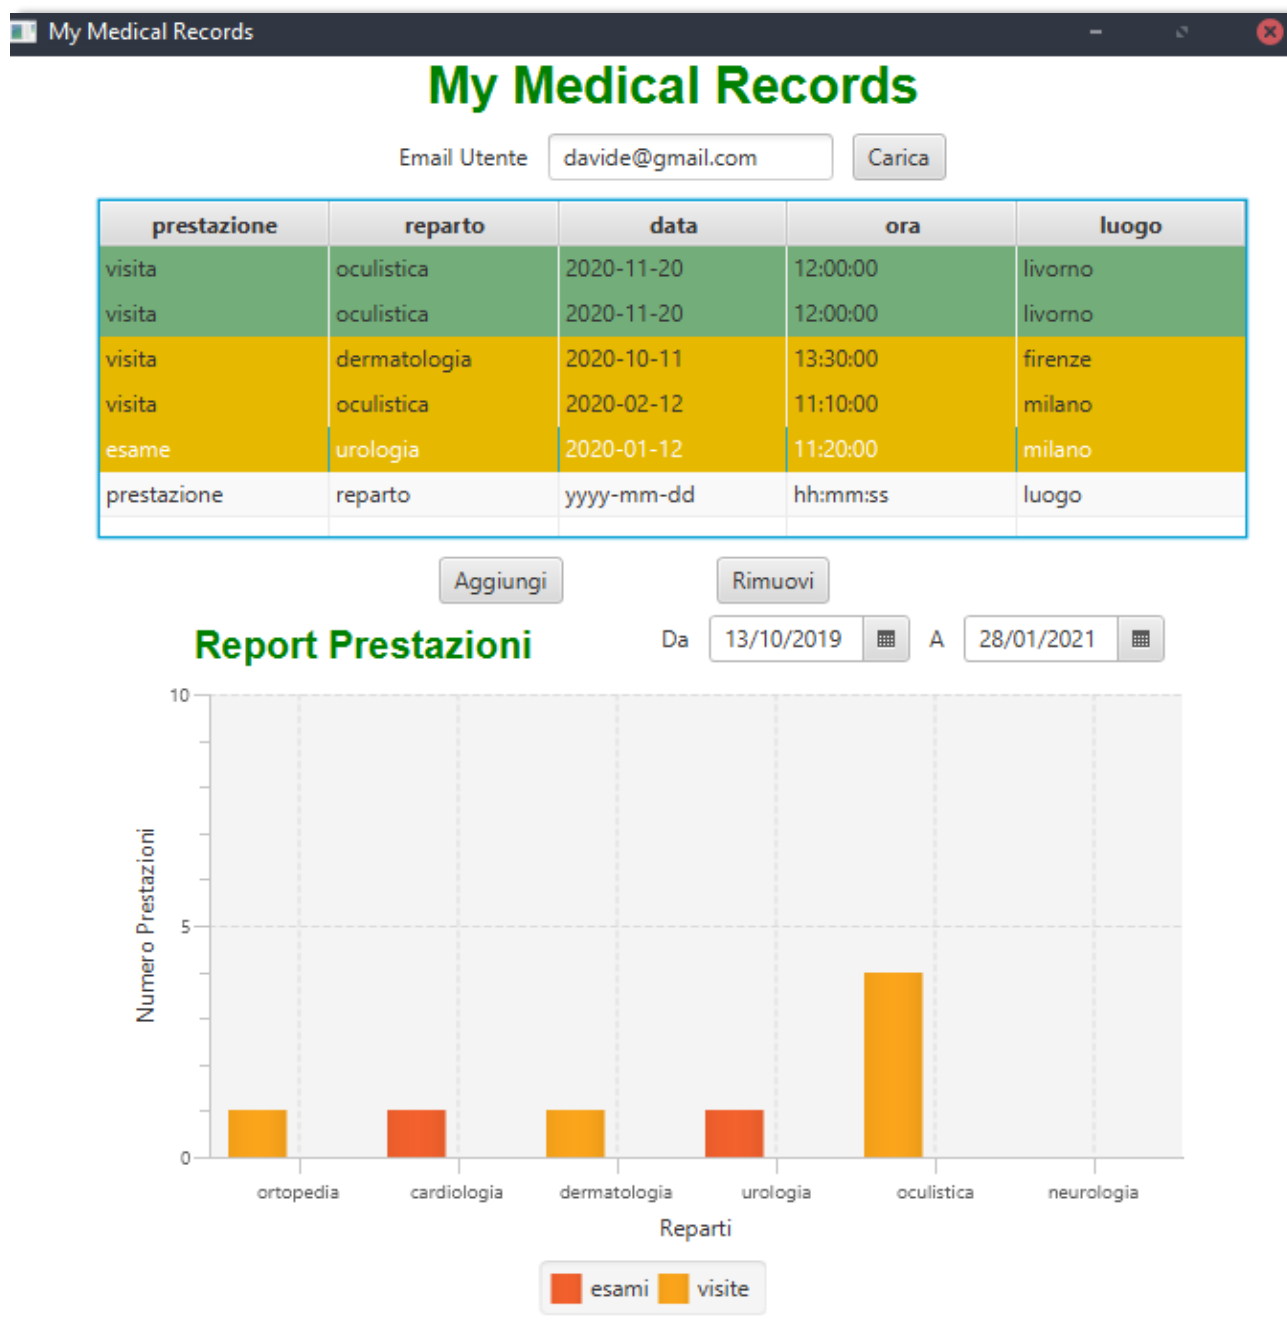 My Medical Records
My Medical Records
Email Utente davide@gmail.com Carica
prestazione reparto data ora luogo
visita oculistica 2020-11-20 12:00:00 livorno
visita oculistica 2020-11-20 12:00:00 livorno
visita dermatologia 2020-10-11 13:30:00 firenze
visita oculistica 2020-02-12 11:10:00 milano
esame urologia 2020-01-12 11:20:00 milano
prestazione reparto yyyy-mm-dd hh:mm:ss luogo
Aggiungi Rimuovi
Report Prestazioni Da 13/10/2019 A 28/01/2021
10
5
0
Numero Prestazioni
ortopedia cardiologia dermatologia urologia oculistica neurologia
Reparti
esami visite